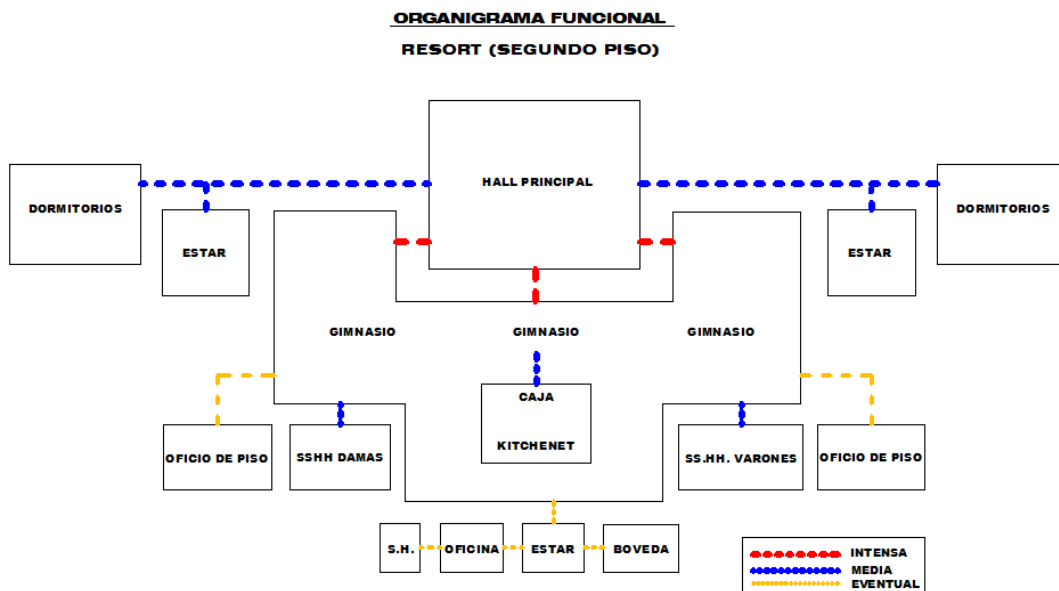 ORGANIGRAMA FUNCIONAL
RESORT (SEGUNDO PISO)
HALL PRINCIPAL
DORMITORIOS
DORMITORIOS
ESTAR
ESTAR
GIMNASIO
GIMNASIO
GIMNASIO
CAJA
KITCHENET
OFICIO DE PISO
SSHH DAMAS
SS.HH. VARONES
OFICIO DE PISO
S.H.
OFICINA
ESTAR
BOVEDA
INTENSA
MEDIA
EVENTUAL